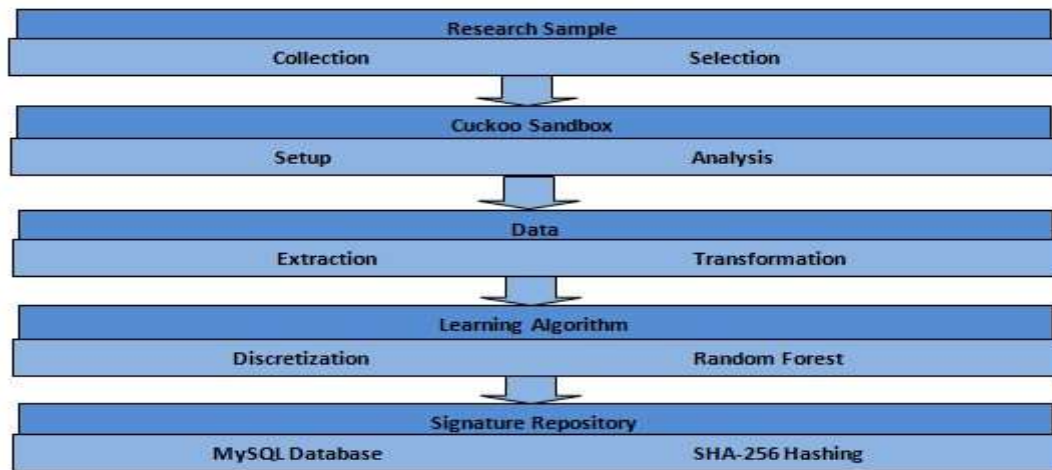 Research Sample
Collection Selection
Cuckoo Sandbox
Setup Analysis
Data
Extraction Transformation
Learning Algorithm
Discretization Random Forest
Signature Repository
MySQL Database SHA-256 Hashing